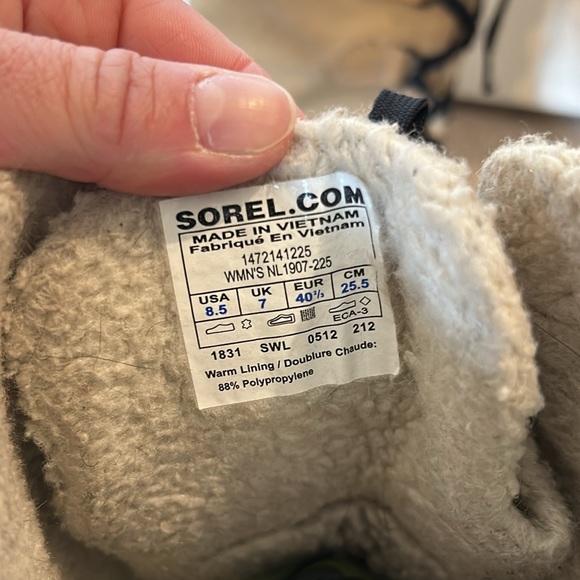 SOREL.COM
MADE IN VIETNAM
Fabriqué En Vietnam
1472141225
WMN'S NL1907-225
USA UK EUR CM
8.5 7 40⅓ 25.5
ECA-3
1831 SWL 0512 212
Warm Lining / Doublure Chaude:
88% Polypropylene